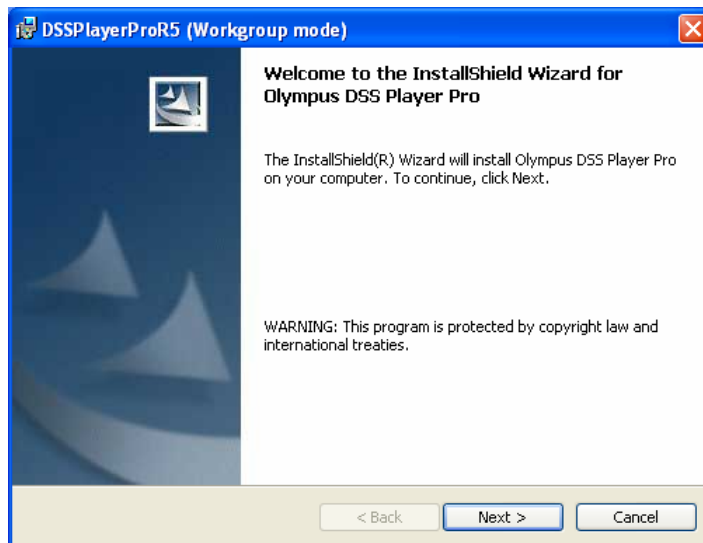 DSSPlayerProR5 (Workgroup mode)
Welcome to the InstallShield Wizard for
Olympus DSS Player Pro
The InstallShield(R) Wizard will install Olympus DSS Player Pro
on your computer. To continue, click Next.
WARNING: This program is protected by copyright law and
international treaties.
< Back
Next >
Cancel